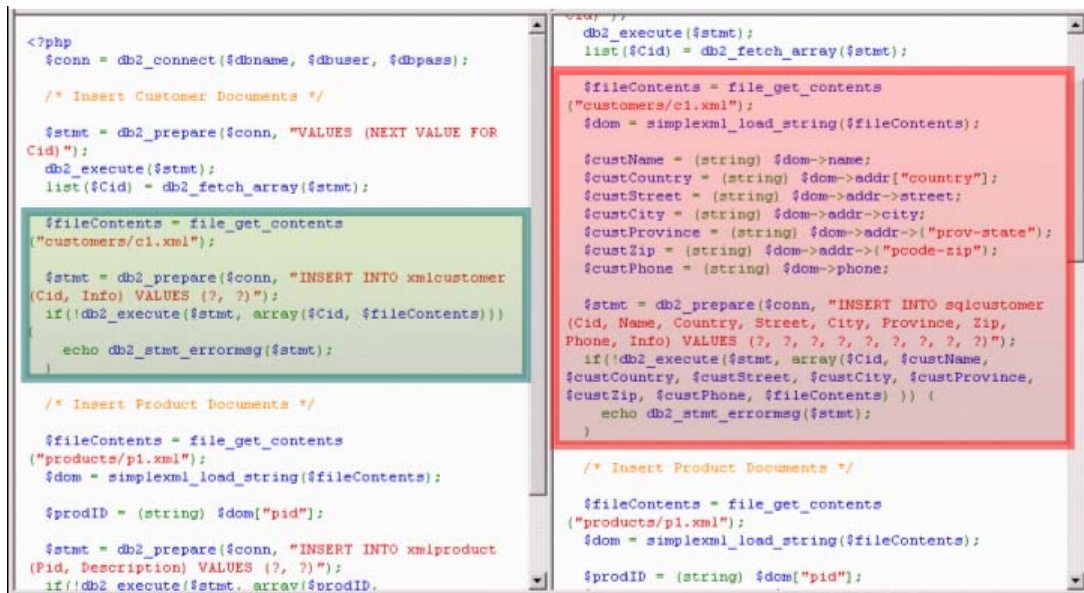 <?php
$conn = db2_connect($dbname, $dbuser, $dbpass);
/* Insert Customer Documents */
$stmt = db2_prepare($conn, "VALUES (NEXT VALUE FOR
Cid)");
db2_execute($stmt);
list($Cid) = db2_fetch_array($stmt);
$fileContents = file_get_contents
("customers/c1.xml");
$stmt = db2_prepare($conn, "INSERT INTO xmlcustomer
(Cid, Info) VALUES (?, ?)");
if(!db2_execute($stmt, array($Cid, $fileContents)))
{
echo db2_stmt_errormsg($stmt);
}
/* Insert Product Documents */
$fileContents = file_get_contents
("products/p1.xml");
$dom = simplexml_load_string($fileContents);
$prodID = (string) $dom["pid"];
$stmt = db2_prepare($conn, "INSERT INTO xmlproduct
(Pid, Description) VALUES (?, ?)");
if(!db2_execute($stmt, array($prodID,
Cid)");
db2_execute($stmt);
list($Cid) = db2_fetch_array($stmt);
$fileContents = file_get_contents
("customers/c1.xml");
$dom = simplexml_load_string($fileContents);
$custName = (string) $dom->name;
$custCountry = (string) $dom->addr["country"];
$custStreet = (string) $dom->addr->street;
$custCity = (string) $dom->addr->city;
$custProvince = (string) $dom->addr->("prov-state");
$custZip = (string) $dom->addr->("pcode-zip");
$custPhone = (string) $dom->phone;
$stmt = db2_prepare($conn, "INSERT INTO sqlcustomer
(Cid, Name, Country, Street, City, Province, Zip,
Phone, Info) VALUES (?, ?, ?, ?, ?, ?, ?, ?, ?)");
if(!db2_execute($stmt, array($Cid, $custName,
$custCountry, $custStreet, $custCity, $custProvince,
$custZip, $custPhone, $fileContents) )) {
echo db2_stmt_errormsg($stmt);
}
/* Insert Product Documents */
$fileContents = file_get_contents
("products/p1.xml");
$dom = simplexml_load_string($fileContents);
$prodID = (string) $dom["pid"];